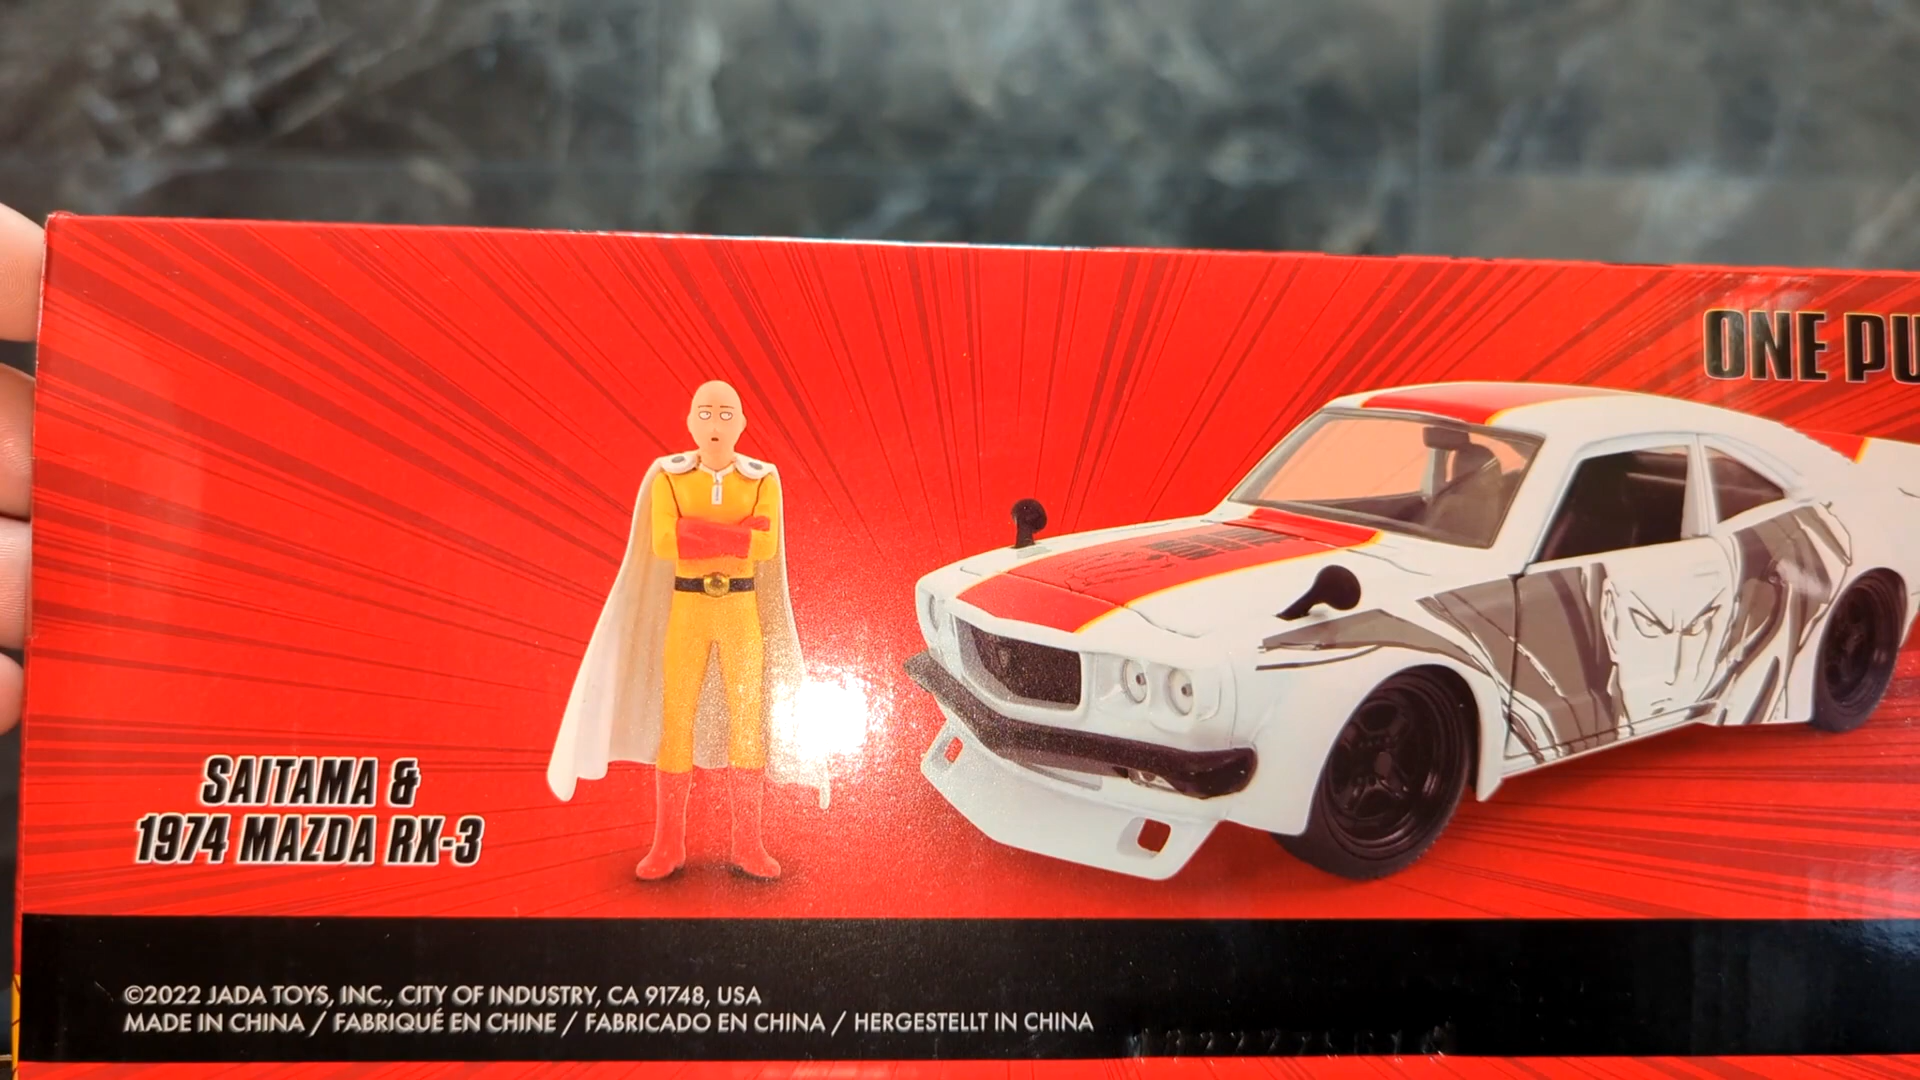 ONE PU
SAITAMA &
1974 MAZDA RX-3
©2022 JADA TOYS, INC., CITY OF INDUSTRY, CA 91748, USA
MADE IN CHINA / FABRIQUÉ EN CHINE / FABRICADO EN CHINA / HERGESTELLT IN CHINA